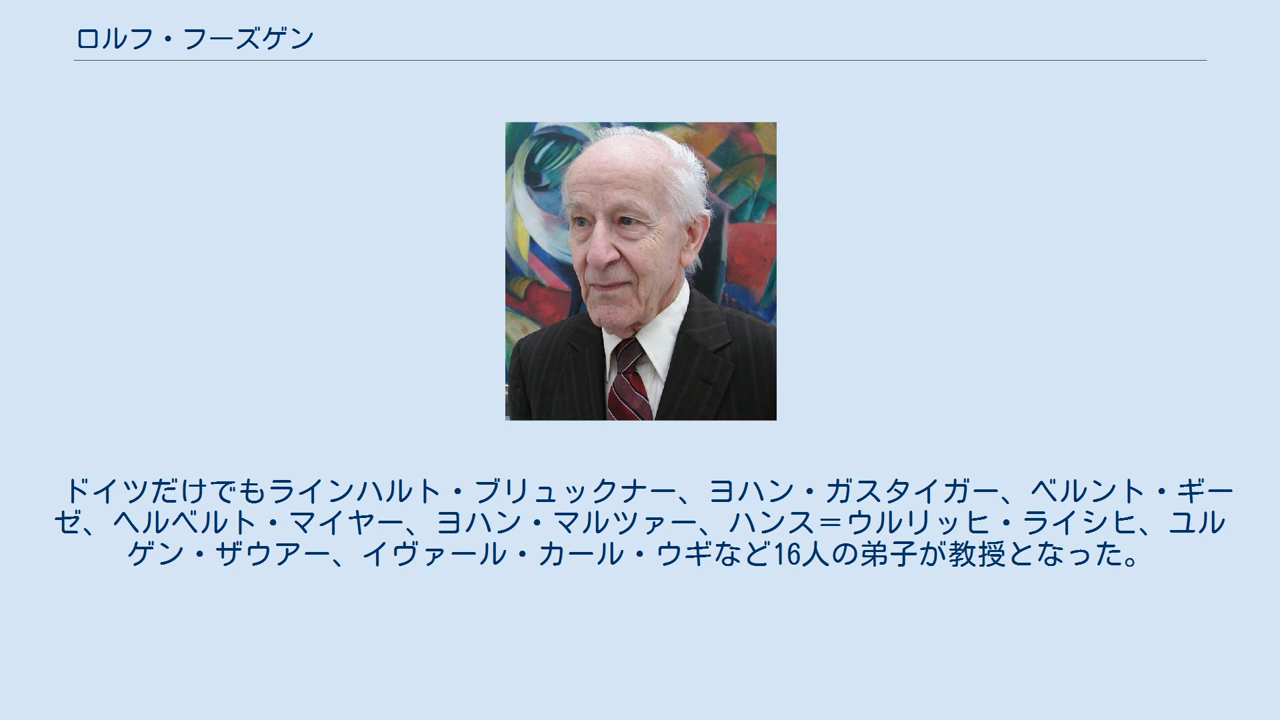 ロルフ・フーズゲン
ドイツだけでもラインハルト・ブリュックナー、ヨハン・ガスタイガー、ベルント・ギー
ゼ、ヘルベルト・マイヤー、ヨハン・マルツァー、ハンス＝ウルリッヒ・ライシヒ、ユル
ゲン・ザウアー、イヴァール・カール・ウギなど16人の弟子が教授となった。